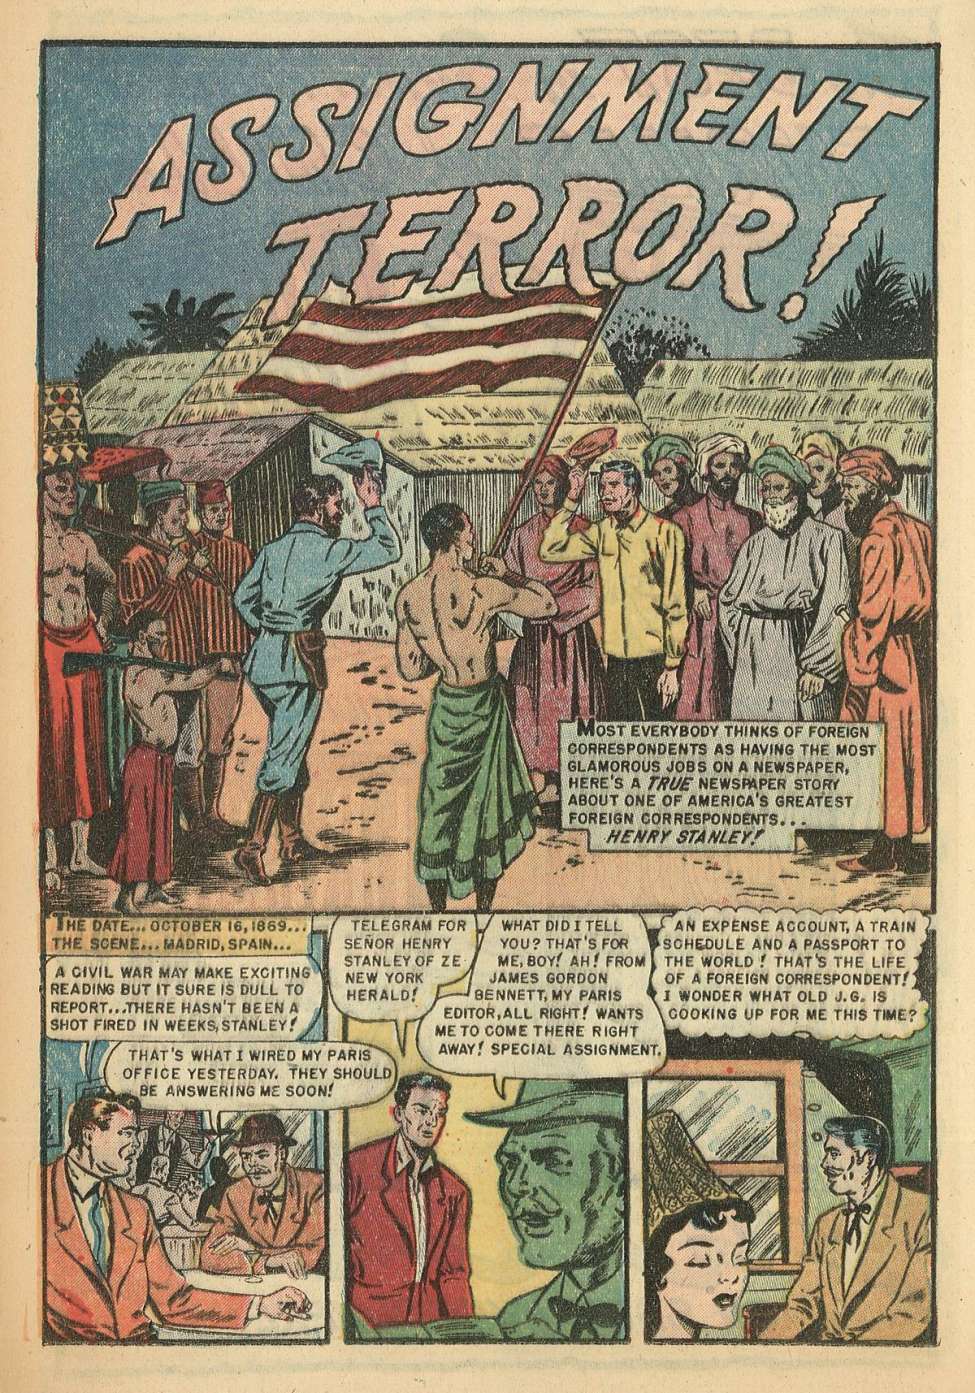 ASSIGNMENT
TERROR!
MOST EVERYBODY THINKS OF FOREIGN
CORRESPONDENTS AS HAVING THE MOST
GLAMOROUS JOBS ON A NEWSPAPER,
HERE'S A TRUE NEWSPAPER STORY
ABOUT ONE OF AMERICA'S GREATEST
FOREIGN CORRESPONDENTS...
HENRY STANLEY!
THE DATE... OCTOBER 16, 1869...
THE SCENE... MADRID, SPAIN...
A CIVIL WAR MAY MAKE EXCITING
READING BUT IT SURE IS DULL TO
REPORT...THERE HASN'T BEEN A
SHOT FIRED IN WEEKS, STANLEY!
THAT'S WHAT I WIRED MY PARIS
OFFICE YESTERDAY. THEY SHOULD
BE ANSWERING ME SOON!
TELEGRAM FOR
SEÑOR HENRY
STANLEY OF ZE
NEW YORK
HERALD!
WHAT DID I TELL
YOU? THAT'S FOR
ME, BOY! AH! FROM
JAMES GORDON
BENNETT, MY PARIS
EDITOR, ALL RIGHT! WANTS
ME TO COME THERE RIGHT
AWAY! SPECIAL ASSIGNMENT.
AN EXPENSE ACCOUNT, A TRAIN
SCHEDULE AND A PASSPORT TO
THE WORLD! THAT'S THE LIFE
OF A FOREIGN CORRESPONDENT!
I WONDER WHAT OLD J.G. IS
COOKING UP FOR ME THIS TIME?